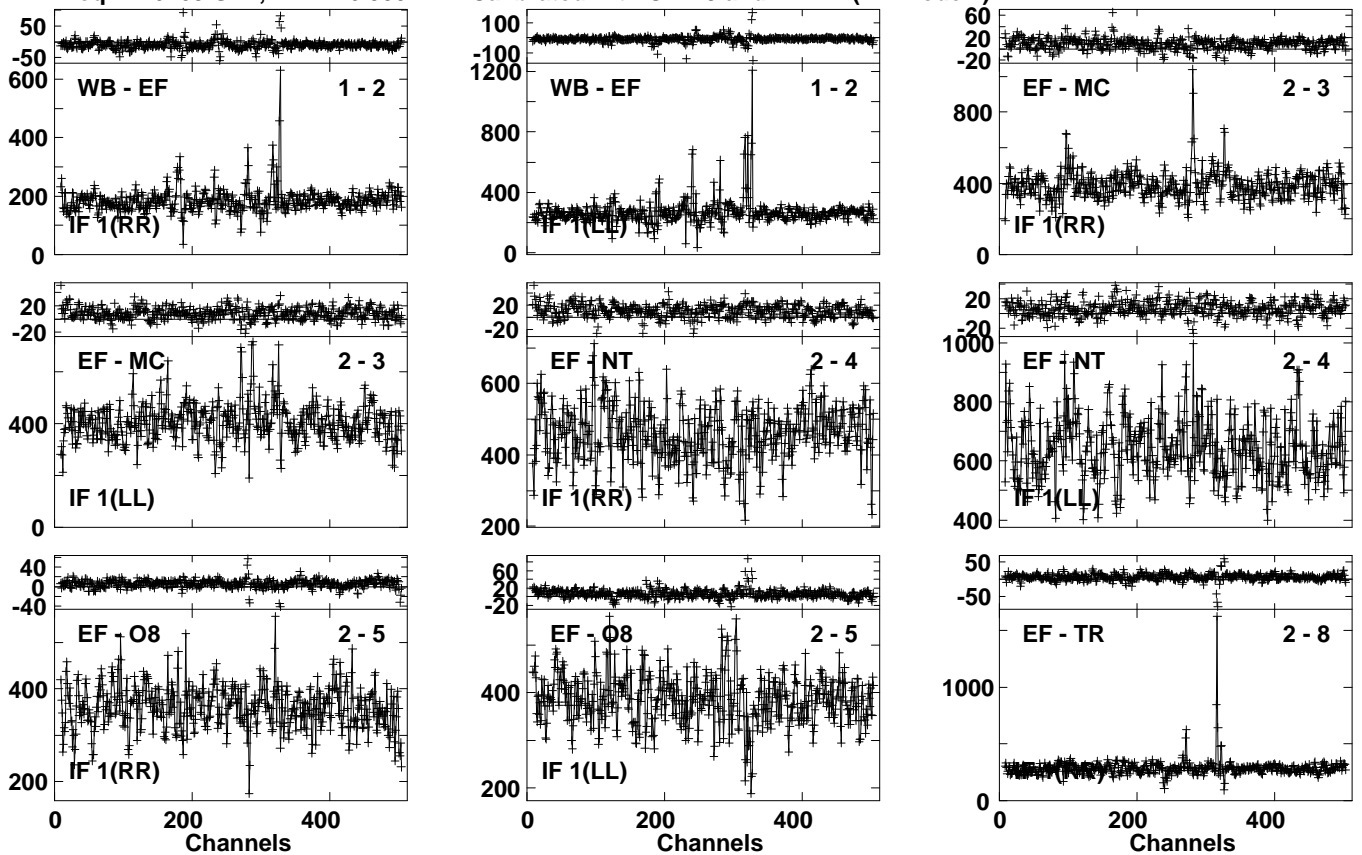 50
-50
600
400
200
0
WB - EF 1 - 2
IF 1(RR)
100
-100
1200
800
400
0
WB - EF 1 - 2
IF 1(LL)
60
20
-20
800
400
0
EF - MC 2 - 3
IF 1(RR)
20
-20
400
0
EF - MC 2 - 3
IF 1(LL)
20
-20
600
400
200
EF - NT 2 - 4
IF 1(RR)
20
-20
1000
800
600
400
EF - NT 2 - 4
IF 1(LL)
40
0
-40
400
200
EF - O8 2 - 5
IF 1(RR)
0 200 400
Channels
60
20
-20
400
200
EF - O8 2 - 5
IF 1(LL)
0 200 400
Channels
50
-50
1000
0
EF - TR 2 - 8
0 200 400
Channels